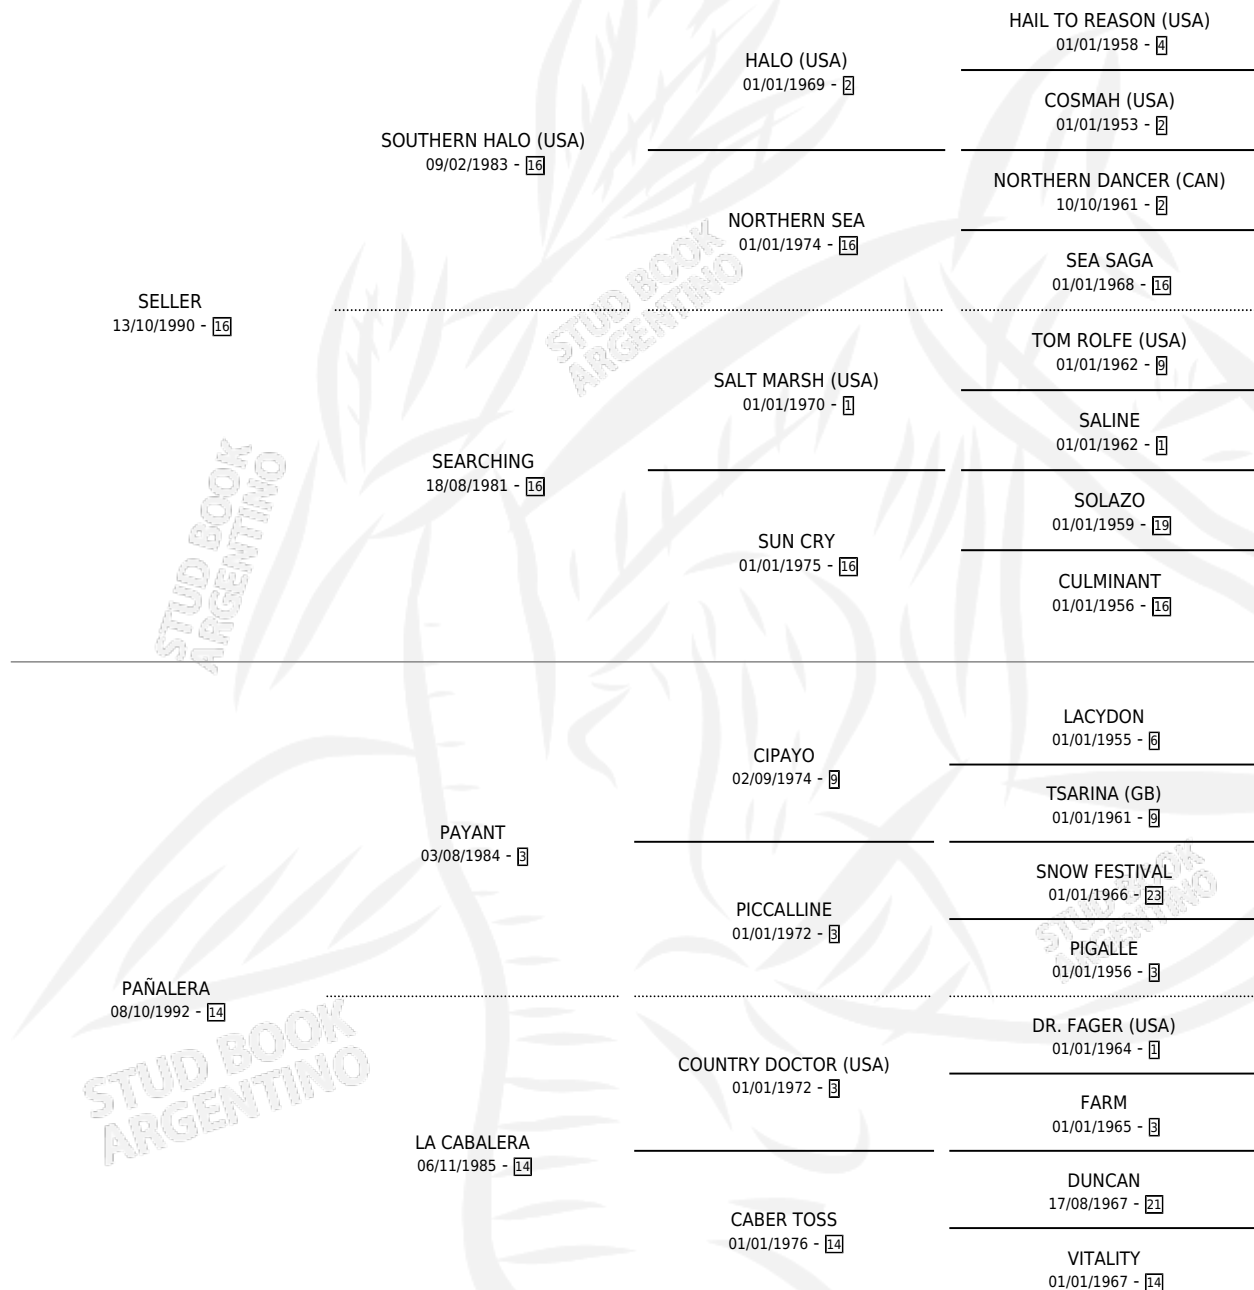 HAIL TO REASON (USA)
01/01/1958 - 4
HALO (USA)
01/01/1969 - 2
COSMAH (USA)
01/01/1953 - 2
SOUTHERN HALO (USA)
09/02/1983 - 16
NORTHERN DANCER (CAN)
10/10/1961 - 2
NORTHERN SEA
01/01/1974 - 16
SEA SAGA
01/01/1968 - 16
SELLER
13/10/1990 - 16
TOM ROLFE (USA)
01/01/1962 - 9
SALT MARSH (USA)
01/01/1970 - 1
SALINE
01/01/1962 - 1
SEARCHING
18/08/1981 - 16
SOLAZO
01/01/1959 - 19
SUN CRY
01/01/1975 - 16
CULMINANT
01/01/1956 - 16
LACYDON
01/01/1955 - 6
CIPAYO
02/09/1974 - 9
TSARINA (GB)
01/01/1961 - 9
PAYANT
03/08/1984 - 3
SNOW FESTIVAL
01/01/1966 - 23
PICCALLINE
01/01/1972 - 3
PIGALLE
01/01/1956 - 3
PAÑALERA
08/10/1992 - 14
DR. FAGER (USA)
01/01/1964 - 1
COUNTRY DOCTOR (USA)
01/01/1972 - 3
FARM
01/01/1965 - 3
LA CABALERA
06/11/1985 - 14
DUNCAN
17/08/1967 - 21
CABER TOSS
01/01/1976 - 14
VITALITY
01/01/1967 - 14
STUD BOOK
ARGENTINO
STUD BOOK
ARGENTINO
STUD BOOK
ARGENTINO
STUD BOOK
ARGENTINO